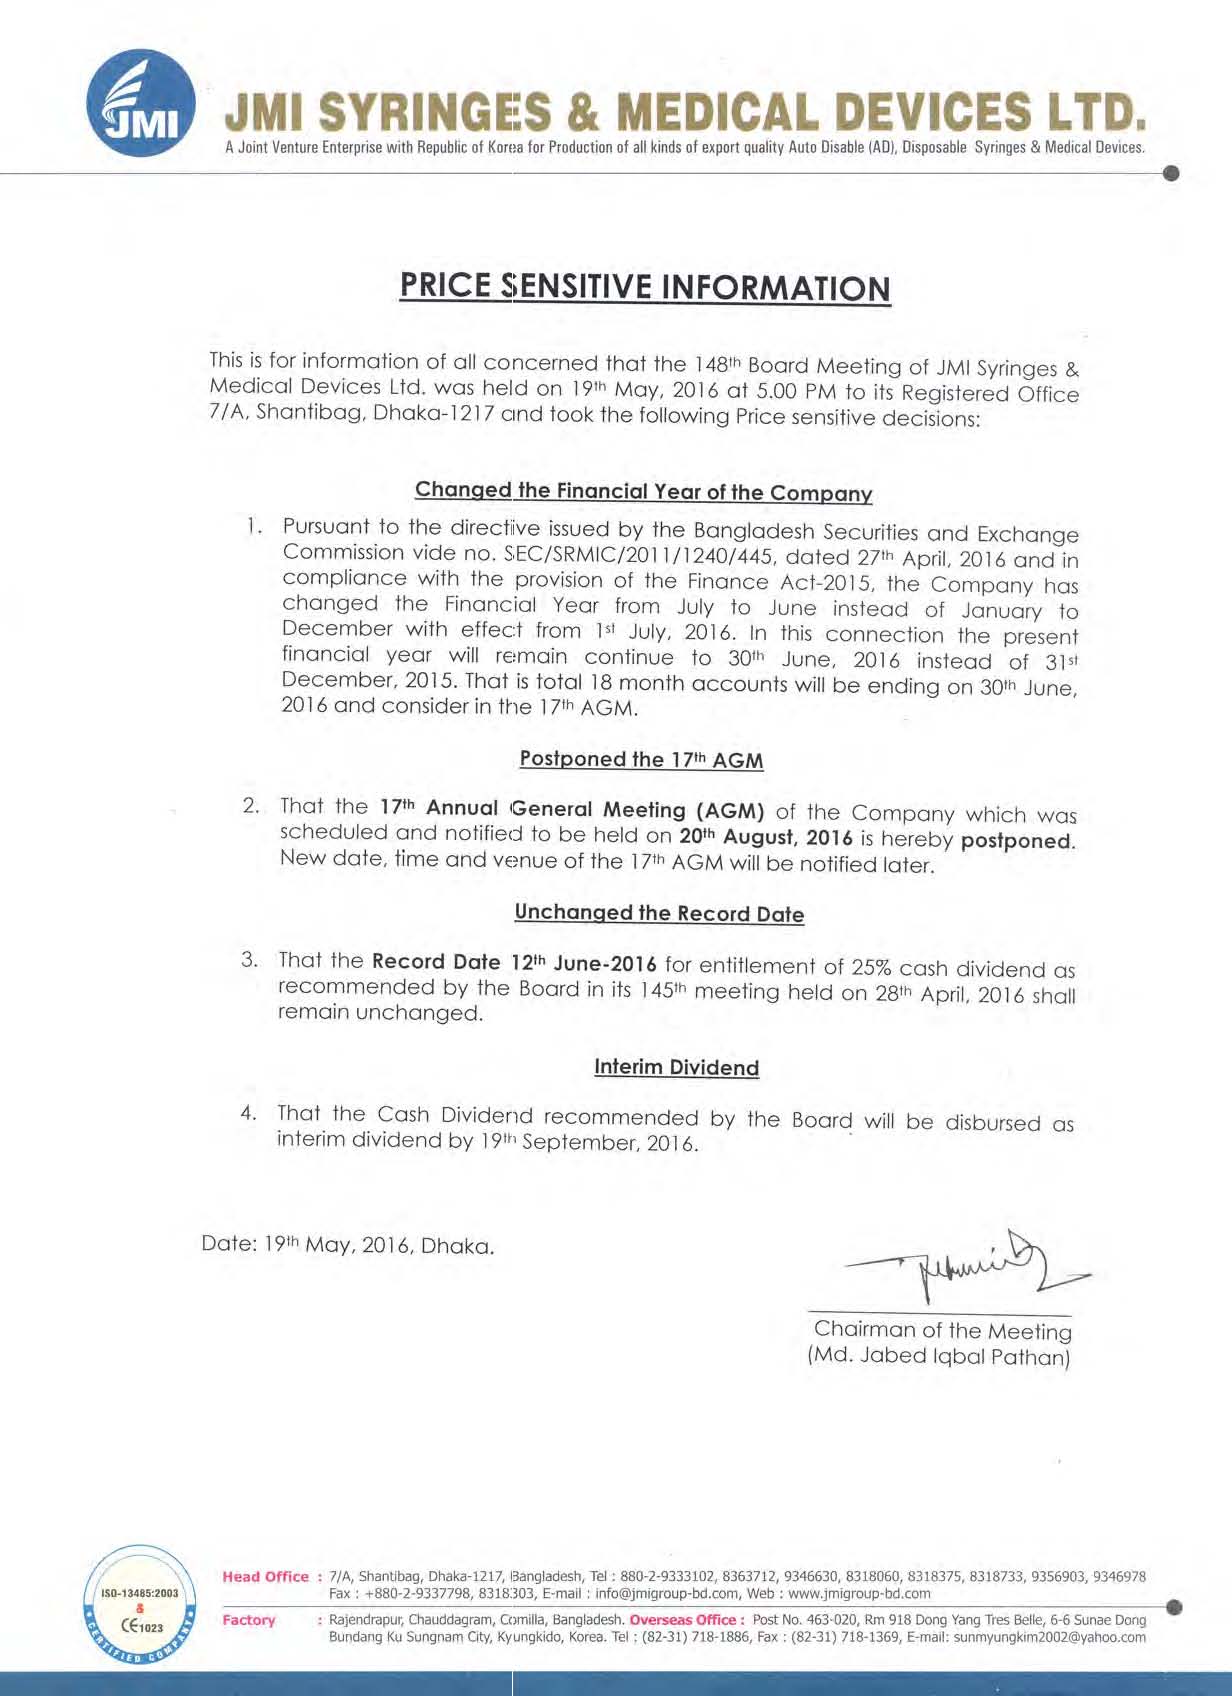 JMI
JMI SYRINGES & MEDICAL DEVICES LTD.
A Joint Venture Enterprise with Republic of Korea for Production of all kinds of export quality Auto Disable (AD), Disposable Syringes & Medical Devices.
PRICE SENSITIVE INFORMATION
This is for information of all concerned that the 148th Board Meeting of JMI Syringes &
Medical Devices Ltd. was held on 19th May, 2016 at 5.00 PM to its Registered Office
7/A, Shantibag, Dhaka-1217 and took the following Price sensitive decisions:
Changed the Financial Year of the Company
1. Pursuant to the directive issued by the Bangladesh Securities and Exchange
Commission vide no. SEC/SRMIC/2011/1240/445, dated 27th April, 2016 and in
compliance with the provision of the Finance Act-2015, the Company has
changed the Financial Year from July to June instead of January to
December with effect from 1st July, 2016. In this connection the present
financial year will remain continue to 30th June, 2016 instead of 31st
December, 2015. That is total 18 month accounts will be ending on 30th June,
2016 and consider in the 17th AGM.
Postponed the 17th AGM
2. That the 17th Annual General Meeting (AGM) of the Company which was
scheduled and notified to be held on 20th August, 2016 is hereby postponed.
New date, time and venue of the 17th AGM will be notified later.
Unchanged the Record Date
3. That the Record Date 12th June-2016 for entitlement of 25% cash dividend as
recommended by the Board in its 145th meeting held on 28th April, 2016 shall
remain unchanged.
Interim Dividend
4. That the Cash Dividend recommended by the Board will be disbursed as
interim dividend by 19th September, 2016.
Date: 19th May, 2016, Dhaka.
Chairman of the Meeting
(Md. Jabed Iqbal Pathan)
ISO-13485:2003
&
CE1023
CERTIFIED COMPANY
Head Office : 7/A, Shantibag, Dhaka-1217, Bangladesh, Tel : 880-2-9333102, 8363712, 9346630, 8318060, 8318375, 8318733, 9356903, 9346978
Fax : +880-2-9337798, 8318303, E-mail : info@jmigroup-bd.com, Web : www.jmigroup-bd.com
Factory : Rajendrapur, Chauddagram, Comilla, Bangladesh. Overseas Office : Post No. 463-020, Rm 918 Dong Yang Tres Belle, 6-6 Sunae Dong
Bundang Ku Sungnam City, Kyungkido, Korea. Tel : (82-31) 718-1886, Fax : (82-31) 718-1369, E-mail: sunmyungkim2002@yahoo.com